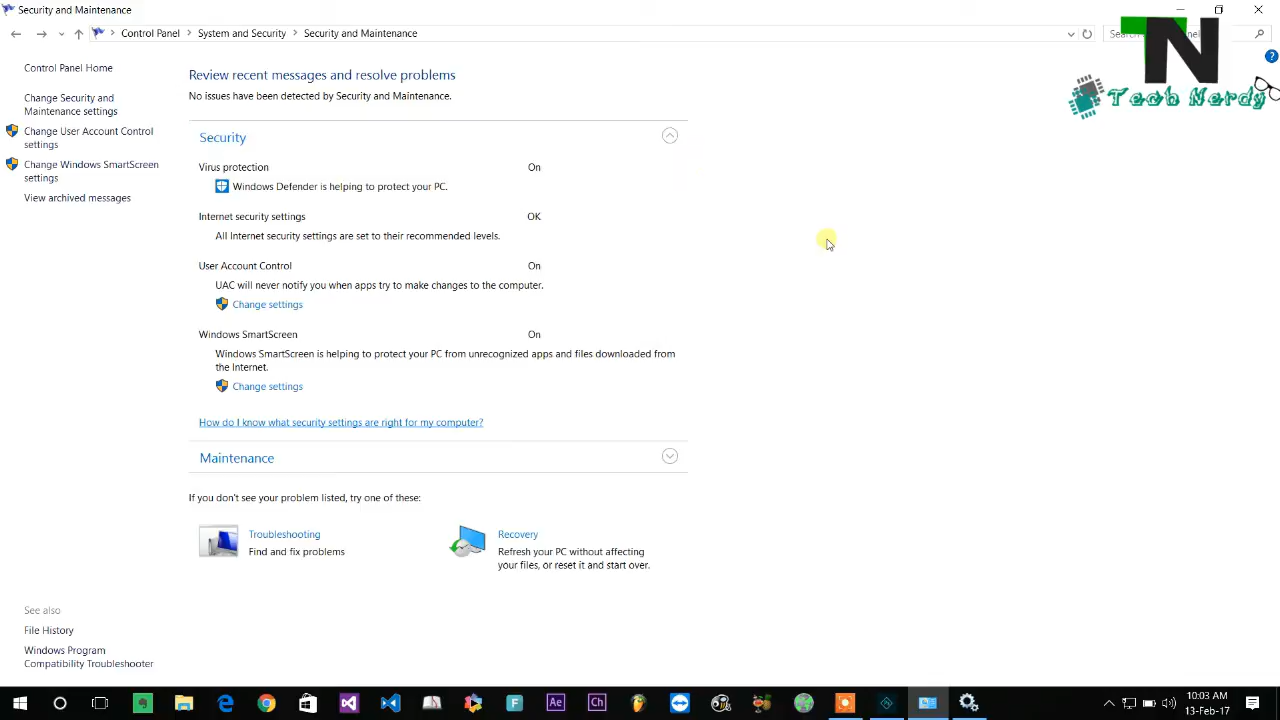 Security and Maintenance
Control Panel
System and Security
Security and Maintenance
TN
Tech Nerdy
Control Panel Home
Change Security and
Maintenance settings
Change User Account Control
settings
Change Windows SmartScreen
settings
View archived messages
Review recent messages and resolve problems
No issues have been detected by Security and Maintenance.
Security
Virus protection On
Windows Defender is helping to protect your PC.
Internet security settings OK
All Internet security settings are set to their recommended levels.
User Account Control On
UAC will never notify you when apps try to make changes to the computer.
Change settings
Windows SmartScreen On
Windows SmartScreen is helping to protect your PC from unrecognized apps and files downloaded from
the Internet.
Change settings
How do I know what security settings are right for my computer?
Maintenance
If you don't see your problem listed, try one of these:
Troubleshooting
Find and fix problems
Recovery
Refresh your PC without affecting
your files, or reset it and start over.
See also
File History
Windows Program
Compatibility Troubleshooter
F
Ae
Ch
10:03 AM
13-Feb-17